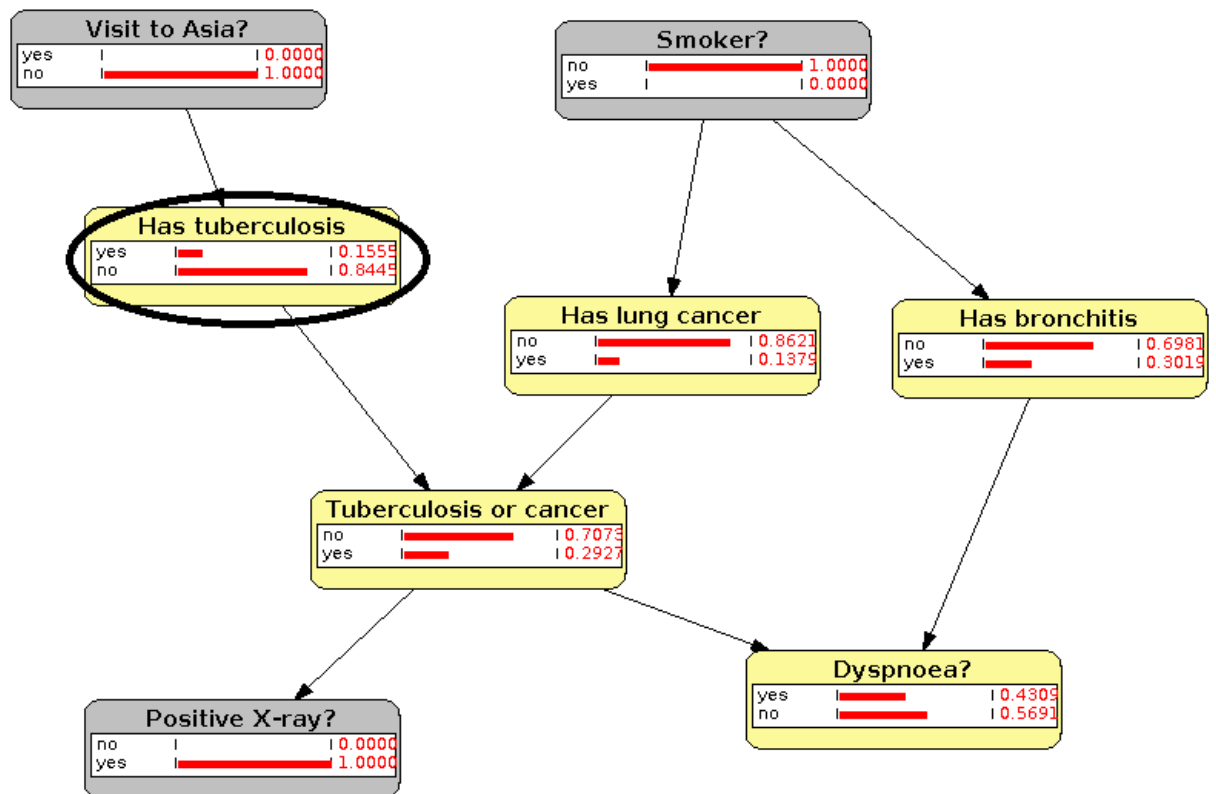 Visit to Asia?
yes 0.0000
no 1.0000
Smoker?
no 1.0000
yes 0.0000
Has tuberculosis
yes 0.1555
no 0.8445
Has lung cancer
no 0.8621
yes 0.1379
Has bronchitis
no 0.6981
yes 0.3019
Tuberculosis or cancer
no 0.7073
yes 0.2927
Dyspnoea?
yes 0.4309
no 0.5691
Positive X-ray?
no 0.0000
yes 1.0000